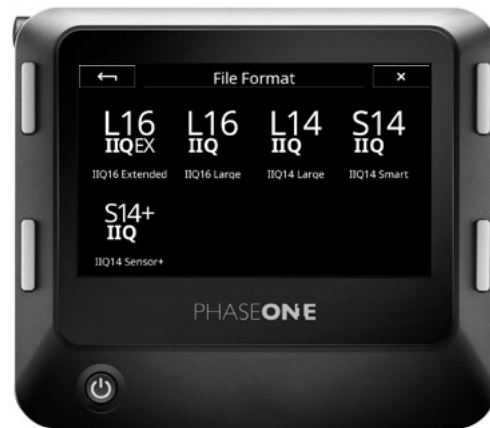 File Format
L16
IIQEX
IIQ16 Extended
L16
IIQ
IIQ16 Large
L14
IIQ
IIQ14 Large
S14
IIQ
IIQ14 Smart
S14+
IIQ
IIQ14 Sensor+
PHASEONE